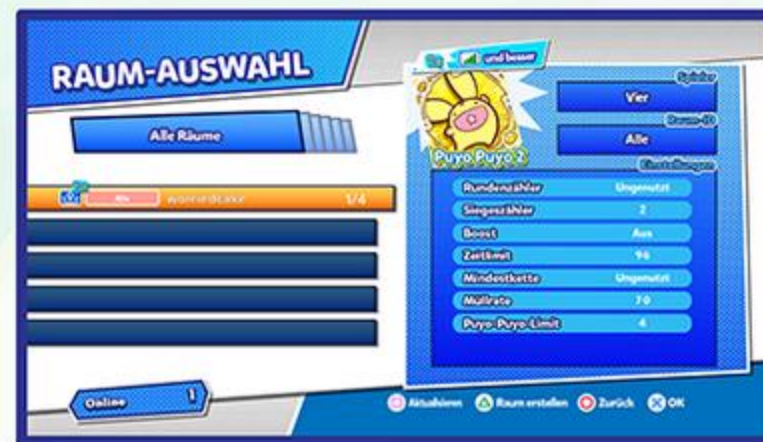 RAUM-AUSWAHL
Alle Räume
worriedcake 1/4
Online 1
und besser
Puyo Puyo 2
Spieler
Vier
Raum-ID
Alle
Einstellungen
Rundenzähler Ungenutzt
Siegeszähler 2
Boost Aus
Zeitlimit 96
Mindestkette Ungenutzt
Müllrate 70
Puyo-Puyo-Limit 4
Aktualisieren Raum erstellen Zurück OK